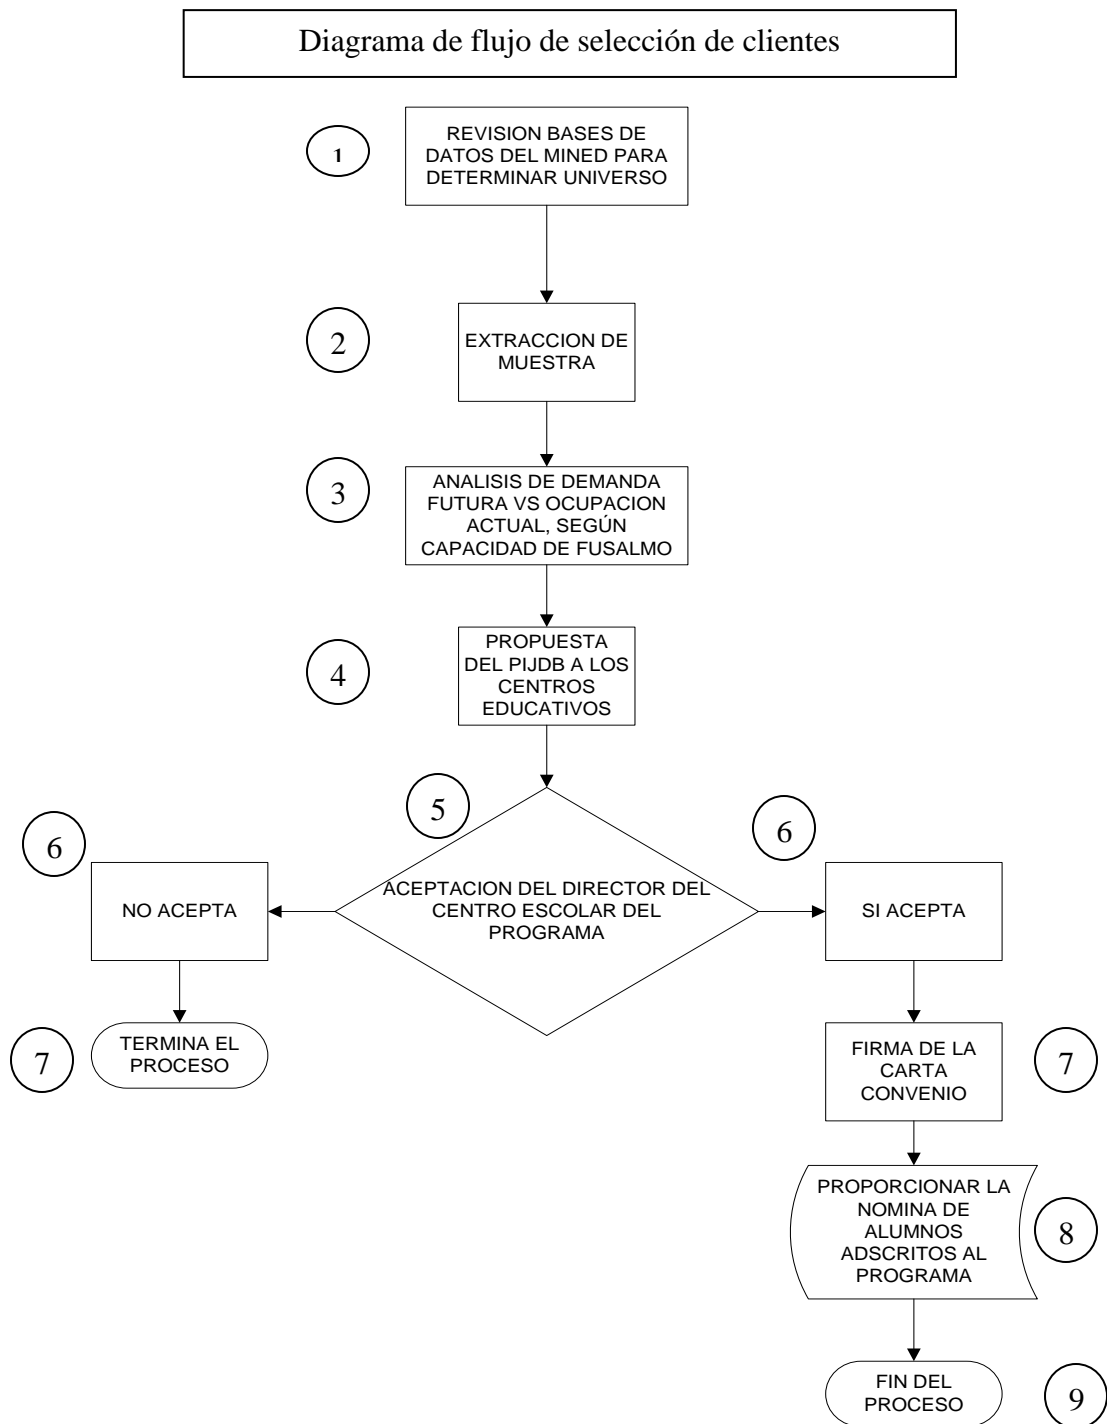 Diagrama de flujo de selección de clientes
1
REVISION BASES DE
DATOS DEL MINED PARA
DETERMINAR UNIVERSO
2
EXTRACCION DE
MUESTRA
3
ANALISIS DE DEMANDA
FUTURA VS OCUPACION
ACTUAL, SEGÚN
CAPACIDAD DE FUSALMO
4
PROPUESTA
DEL PIJDB A LOS
CENTROS
EDUCATIVOS
5
ACEPTACION DEL DIRECTOR DEL
CENTRO ESCOLAR DEL
PROGRAMA
6
NO ACEPTA
7
TERMINA EL
PROCESO
6
SI ACEPTA
FIRMA DE LA
CARTA
CONVENIO
7
PROPORCIONAR LA
NOMINA DE
ALUMNOS
ADSCRITOS AL
PROGRAMA
8
FIN DEL
PROCESO
9